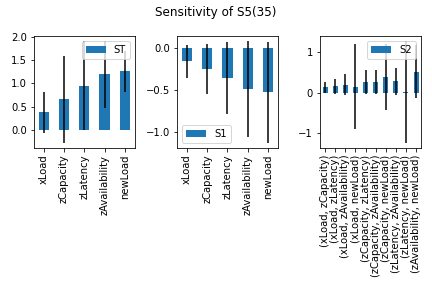 Sensitivity of S5(35)
2.0
1.5
1.0
0.5
0.0
ST
xLoad
zCapacity
zLatency
zAvailability
newLoad
0.0
−0.5
−1.0
S1
xLoad
zCapacity
zLatency
zAvailability
newLoad
1
0
−1
S2
(xLoad, zCapacity)
(xLoad, zLatency)
(xLoad, zAvailability)
(xLoad, newLoad)
(zCapacity, zLatency)
(zCapacity, zAvailability)
(zCapacity, newLoad)
(zLatency, zAvailability)
(zLatency, newLoad)
(zAvailability, newLoad)